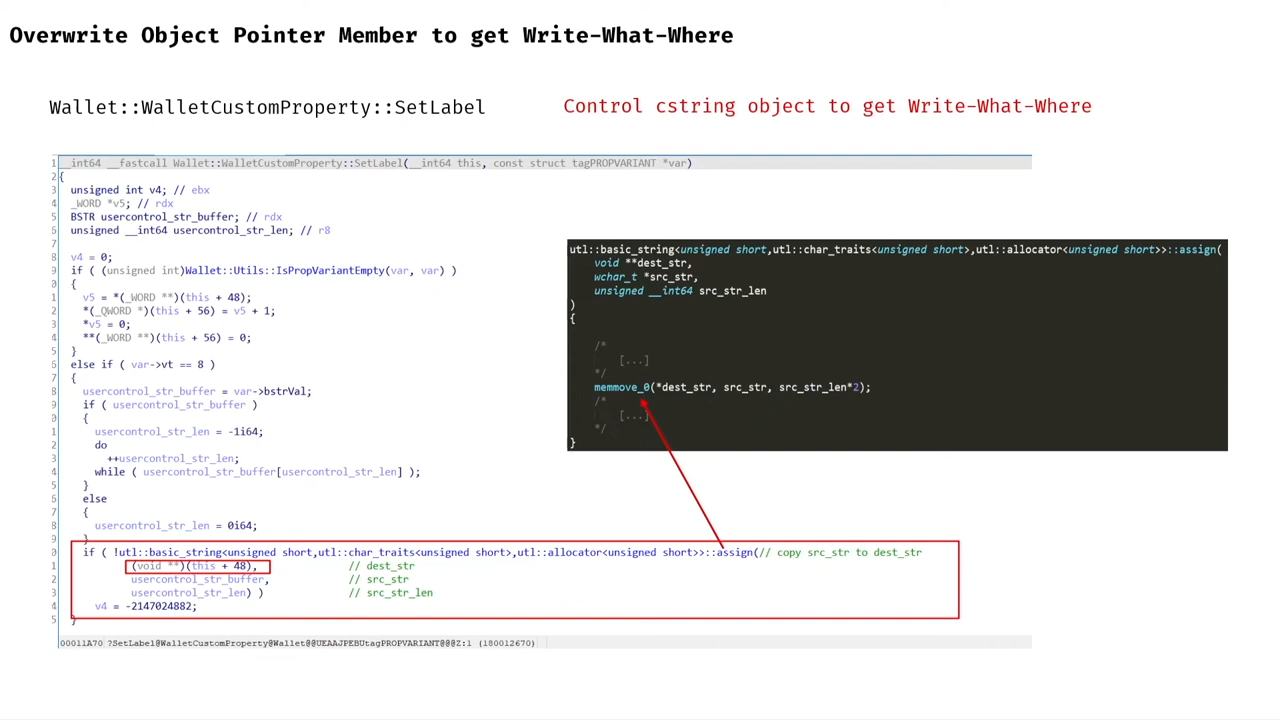 Overwrite Object Pointer Member to get Write-What-Where
Wallet::WalletCustomProperty::SetLabel
Control cstring object to get Write-What-Where
1 __int64 __fastcall Wallet::WalletCustomProperty::SetLabel(__int64 this, const struct tagPROPVARIANT *var)
2 {
3 unsigned int v4; // ebx
4 _WORD *v5; // rdx
5 BSTR usercontrol_str_buffer; // rdx
6 unsigned __int64 usercontrol_str_len; // r8
7
8 v4 = 0;
9 if ( (unsigned int)Wallet::Utils::IsPropVariantEmpty(var, var) )
0 {
1 v5 = *(_WORD **)(this + 48);
2 *(_QWORD *)(this + 56) = v5 + 1;
3 *v5 = 0;
4 **(_WORD **)(this + 56) = 0;
5 }
6 else if ( var->vt == 8 )
7 {
8 usercontrol_str_buffer = var->bstrVal;
9 if ( usercontrol_str_buffer )
0 {
1 usercontrol_str_len = -1i64;
2 do
3 ++usercontrol_str_len;
4 while ( usercontrol_str_buffer[usercontrol_str_len] );
5 }
6 else
7 {
8 usercontrol_str_len = 0i64;
9 }
0 if ( !utl::basic_string<unsigned short,utl::char_traits<unsigned short>,utl::allocator<unsigned short>>::assign(// copy src_str to dest_str
1 (void **)(this + 48), // dest_str
2 usercontrol_str_buffer, // src_str
3 usercontrol_str_len) ) // src_str_len
4 v4 = -2147024882;
5 }
00011A70 ?SetLabel@WalletCustomProperty@Wallet@@UEAAJPEBUtagPROPVARIANT@@@Z:1 (180012670)
utl::basic_string<unsigned short,utl::char_traits<unsigned short>,utl::allocator<unsigned short>>::assign(
void **dest_str,
wchar_t *src_str,
unsigned __int64 src_str_len
)
{
/*
[...]
*/
memmove_0(*dest_str, src_str, src_str_len*2);
/*
[...]
*/
}